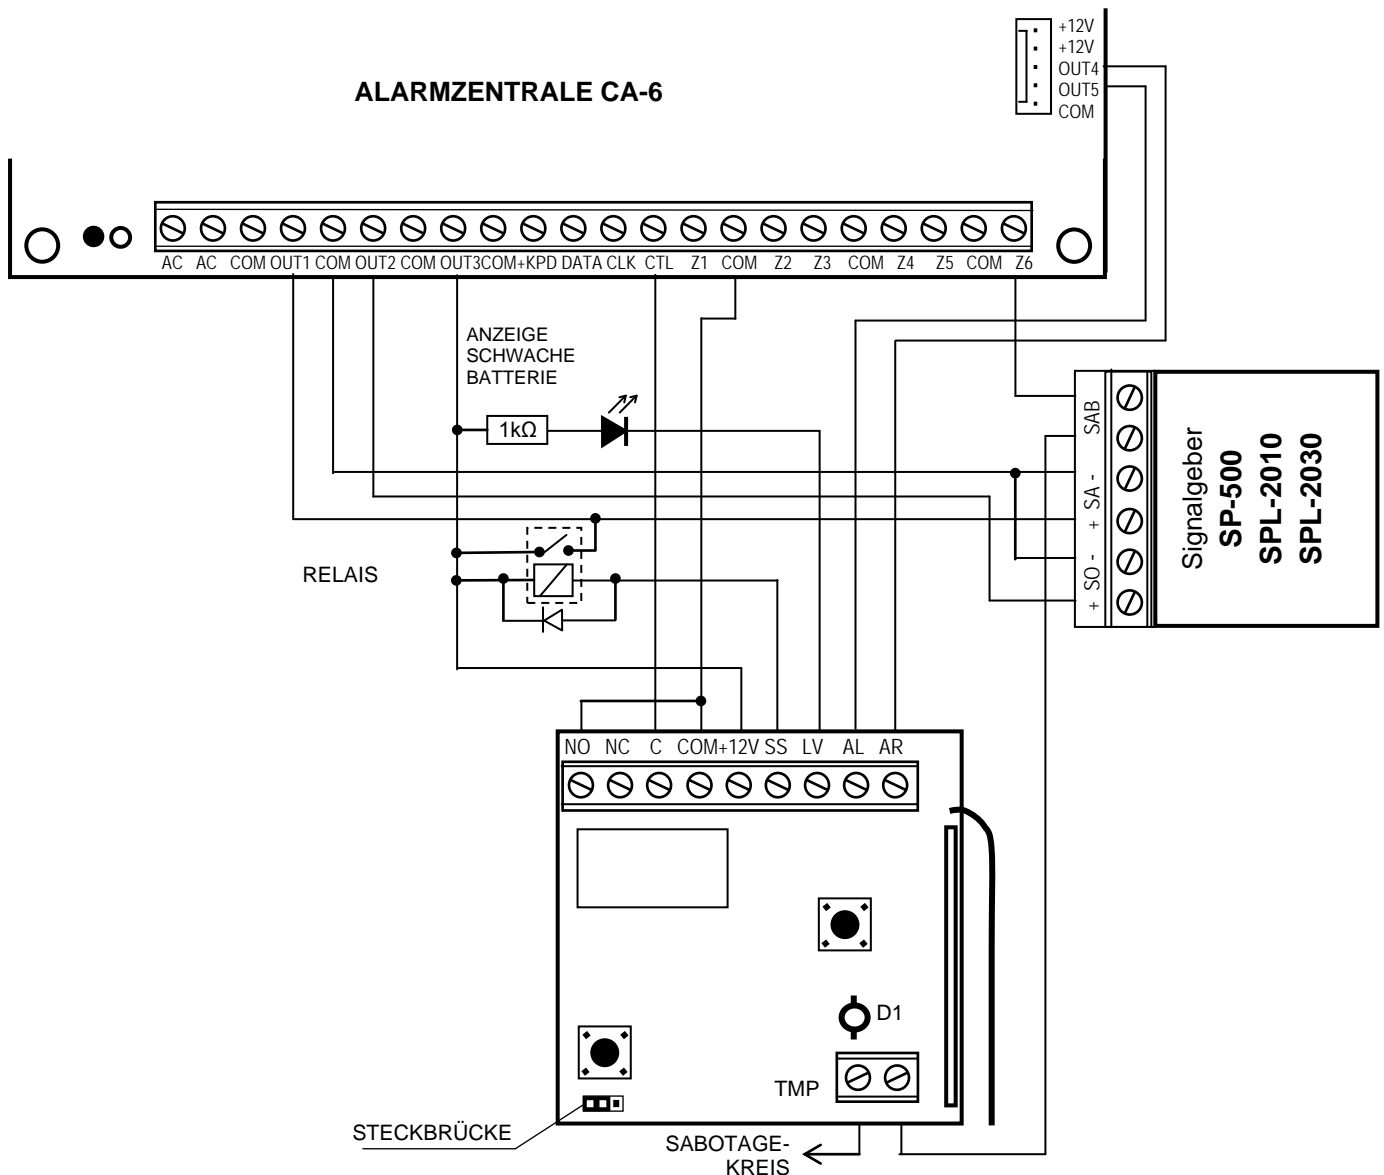 +12V
+12V
OUT4
OUT5
COM
ALARMZENTRALE CA-6
AC AC COM OUT1 COM OUT2 COM OUT3 COM +KPD DATA CLK CTL Z1 COM Z2 Z3 COM Z4 Z5 COM Z6
ANZEIGE
SCHWACHE
BATTERIE
1kΩ
SAB
+ SA -
+ SO -
Signalgeber
SP-500
SPL-2010
SPL-2030
RELAIS
NO NC C COM +12V SS LV AL AR
D1
TMP
STECKBRÜCKE
SABOTAGE-
KREIS